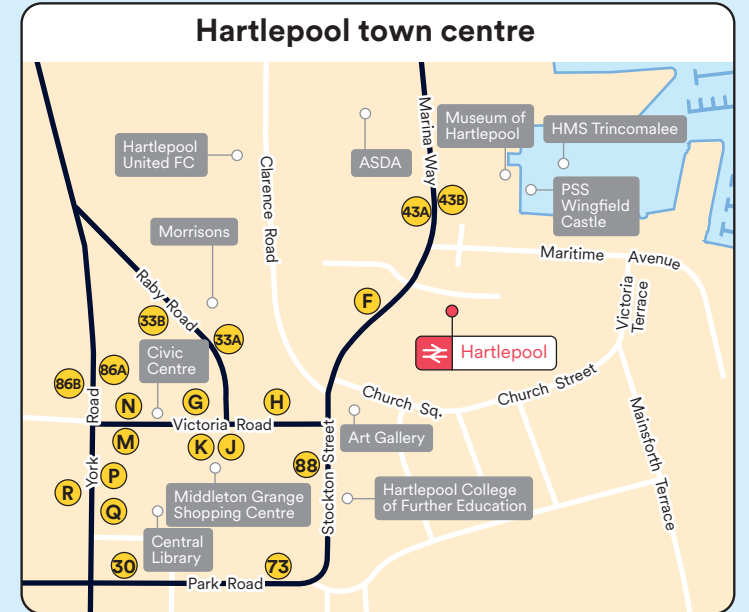 Hartlepool town centre
Marina Way
Museum of
Hartlepool
HMS Trincomalee
Hartlepool
United FC
ASDA
Clarence Road
PSS
Wingfield
Castle
43A
43B
Morrisons
Maritime Avenue
Raby Road
Victoria
Terrace
F
33B
33A
Hartlepool
Civic
Centre
86A
86B
N
G
H
Church Sq.
Church Street
Victoria Road
Art Gallery
M
K
J
York Road
88
Stockton Street
Mainsforth Terrace
P
R
Q
Middleton Grange
Shopping Centre
Hartlepool College
of Further Education
Central
Library
30
73
Park Road